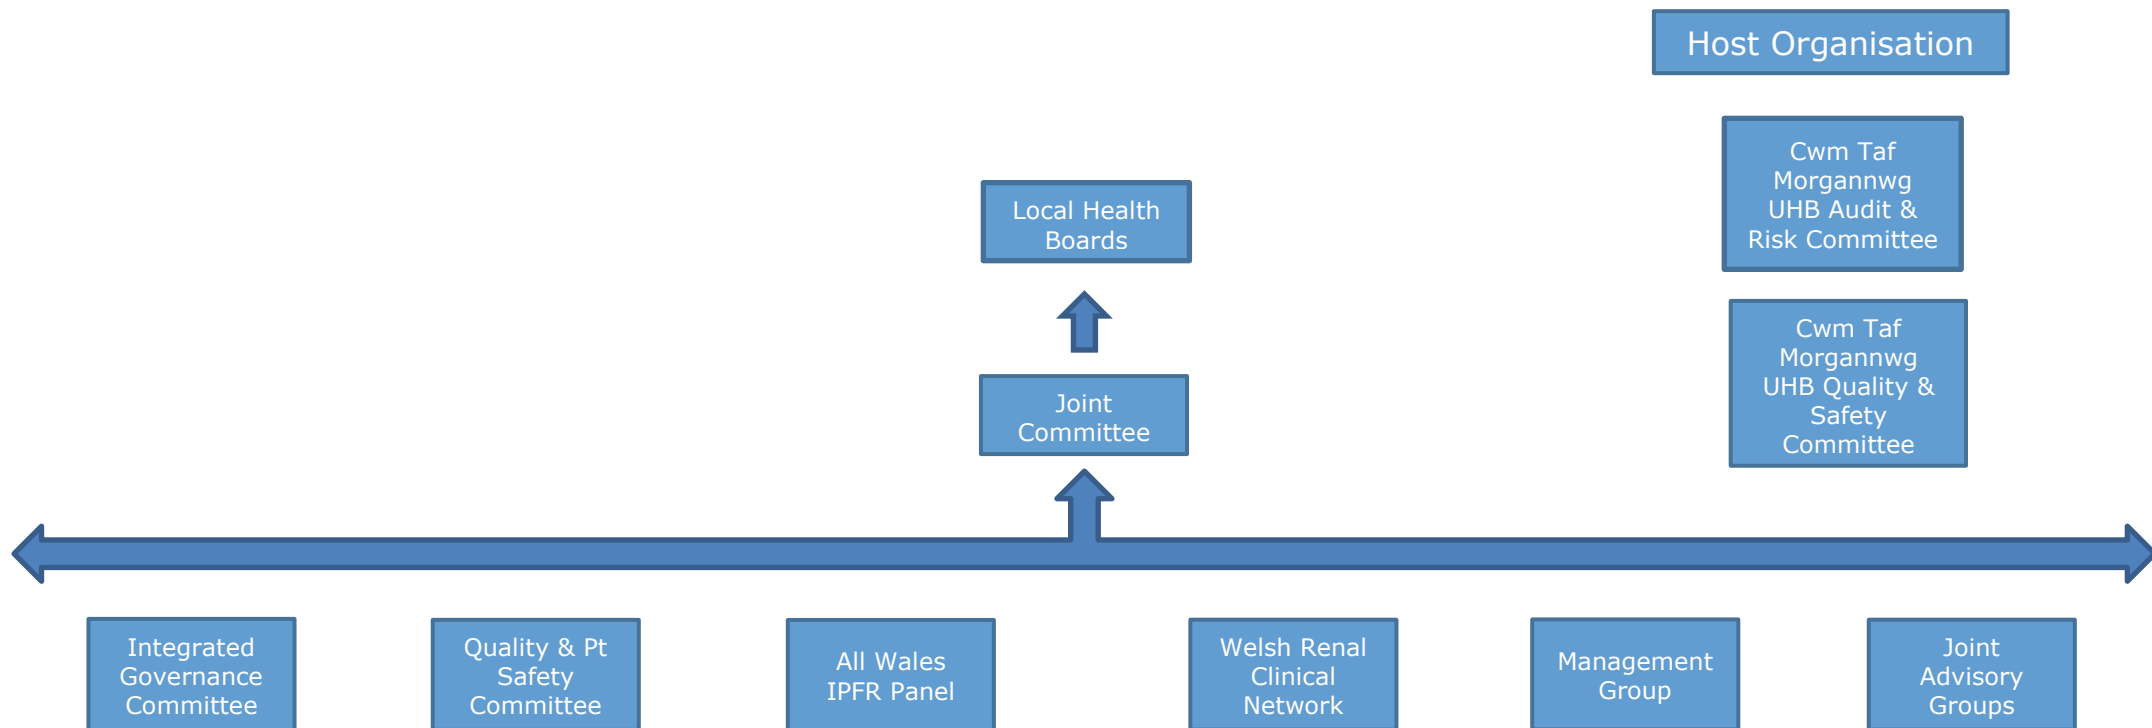 Host Organisation
Cwm Taf
Morgannwg
UHB Audit &
Risk Committee
Local Health
Boards
Cwm Taf
Morgannwg
UHB Quality &
Safety
Committee
Joint
Committee
Integrated
Governance
Committee
Quality & Pt
Safety
Committee
All Wales
IPFR Panel
Welsh Renal
Clinical
Network
Management
Group
Joint
Advisory
Groups